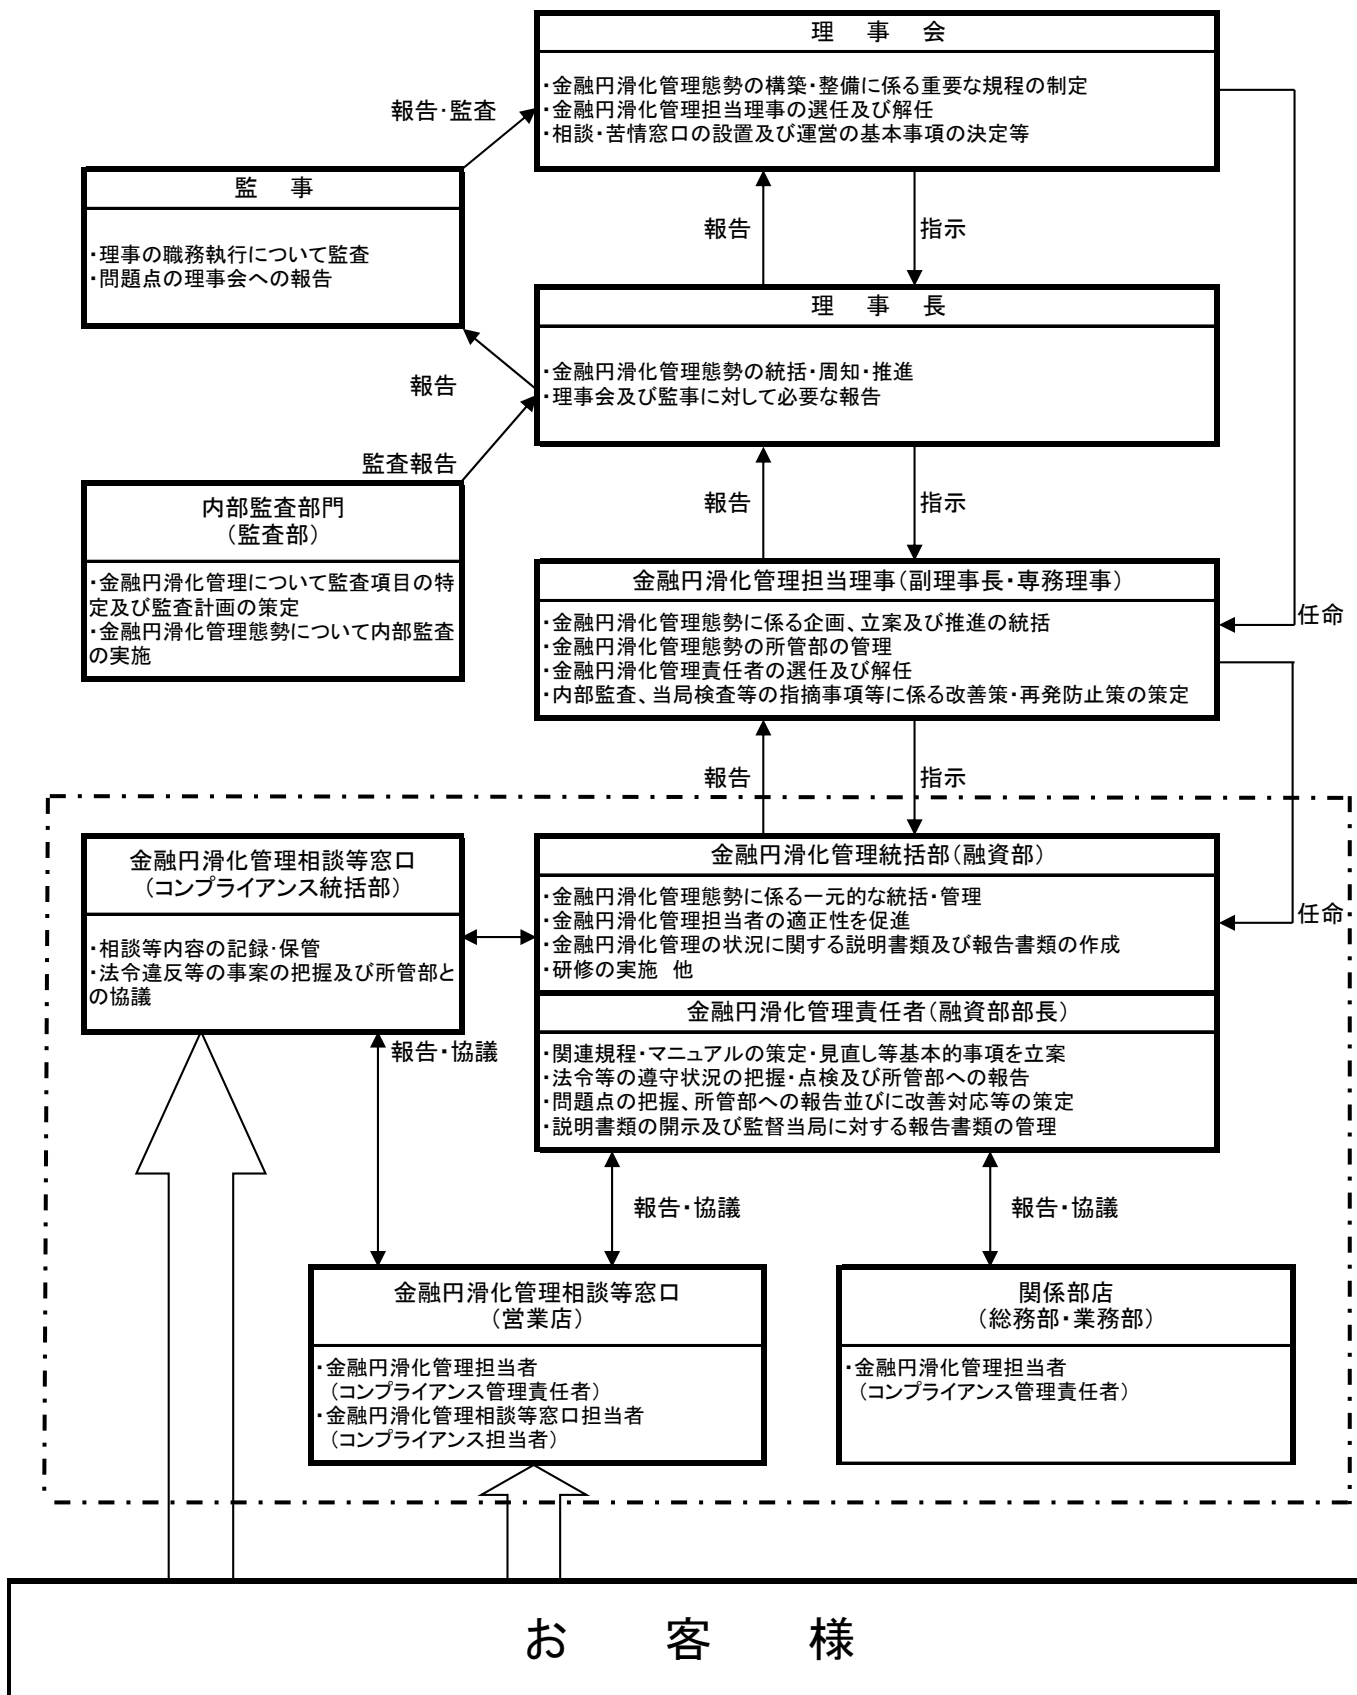 理　事　会
・金融円滑化管理態勢の構築・整備に係る重要な規程の制定
・金融円滑化管理担当理事の選任及び解任
・相談・苦情窓口の設置及び運営の基本事項の決定等
報告・監査
監　事
・理事の職務執行について監査
・問題点の理事会への報告
報告
指示
理　事　長
・金融円滑化管理態勢の統括・周知・推進
・理事会及び監事に対して必要な報告
報告
監査報告
内部監査部門
（監査部）
・金融円滑化管理について監査項目の特
定及び監査計画の策定
・金融円滑化管理態勢について内部監査
の実施
報告
指示
金融円滑化管理担当理事（副理事長・専務理事）
・金融円滑化管理態勢に係る企画、立案及び推進の統括
・金融円滑化管理態勢の所管部の管理
・金融円滑化管理責任者の選任及び解任
・内部監査、当局検査等の指摘事項等に係る改善策・再発防止策の策定
任命
報告
指示
金融円滑化管理相談等窓口
（コンプライアンス統括部）
・相談等内容の記録・保管
・法令違反等の事案の把握及び所管部と
の協議
金融円滑化管理統括部（融資部）
・金融円滑化管理態勢に係る一元的な統括・管理
・金融円滑化管理担当者の適正性を促進
・金融円滑化管理の状況に関する説明書類及び報告書類の作成
・研修の実施　他
任命
金融円滑化管理責任者（融資部部長）
・関連規程・マニュアルの策定・見直し等基本的事項を立案
・法令等の遵守状況の把握・点検及び所管部への報告
・問題点の把握、所管部への報告並びに改善対応等の策定
・説明書類の開示及び監督当局に対する報告書類の管理
報告・協議
報告・協議
報告・協議
金融円滑化管理相談等窓口
（営業店）
・金融円滑化管理担当者
（コンプライアンス管理責任者）
・金融円滑化管理相談等窓口担当者
（コンプライアンス担当者）
関係部店
（総務部・業務部）
・金融円滑化管理担当者
（コンプライアンス管理責任者）
お　客　様